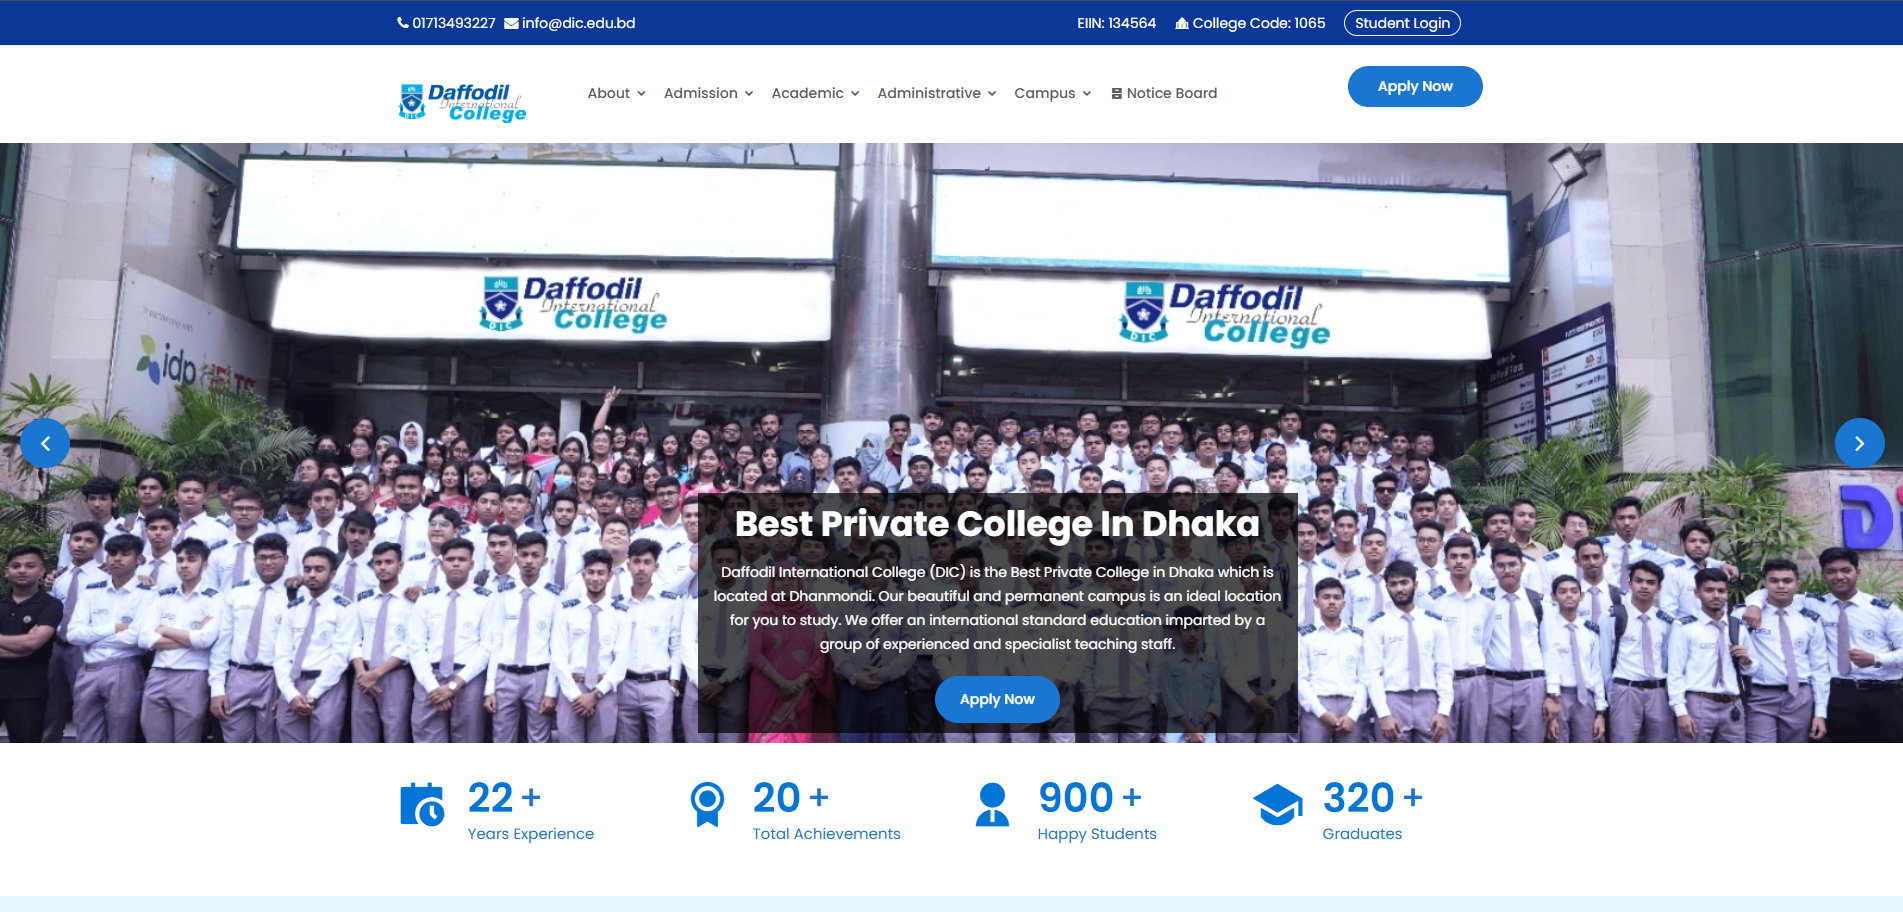 01713493227 info@dic.edu.bd
EIIN: 134564 College Code: 1065 Student Login
Daffodil
International
College
DIC
About Admission Academic Administrative Campus Notice Board
Apply Now
Daffodil
International
College
DIC
Daffodil
International
College
DIC
idp
IELTS
Best Private College In Dhaka
Daffodil International College (DIC) is the Best Private College in Dhaka which is
located at Dhanmondi. Our beautiful and permanent campus is an ideal location
for you to study. We offer an international standard education imparted by a
group of experienced and specialist teaching staff.
Apply Now
22 +
Years Experience
20 +
Total Achievements
900 +
Happy Students
320 +
Graduates